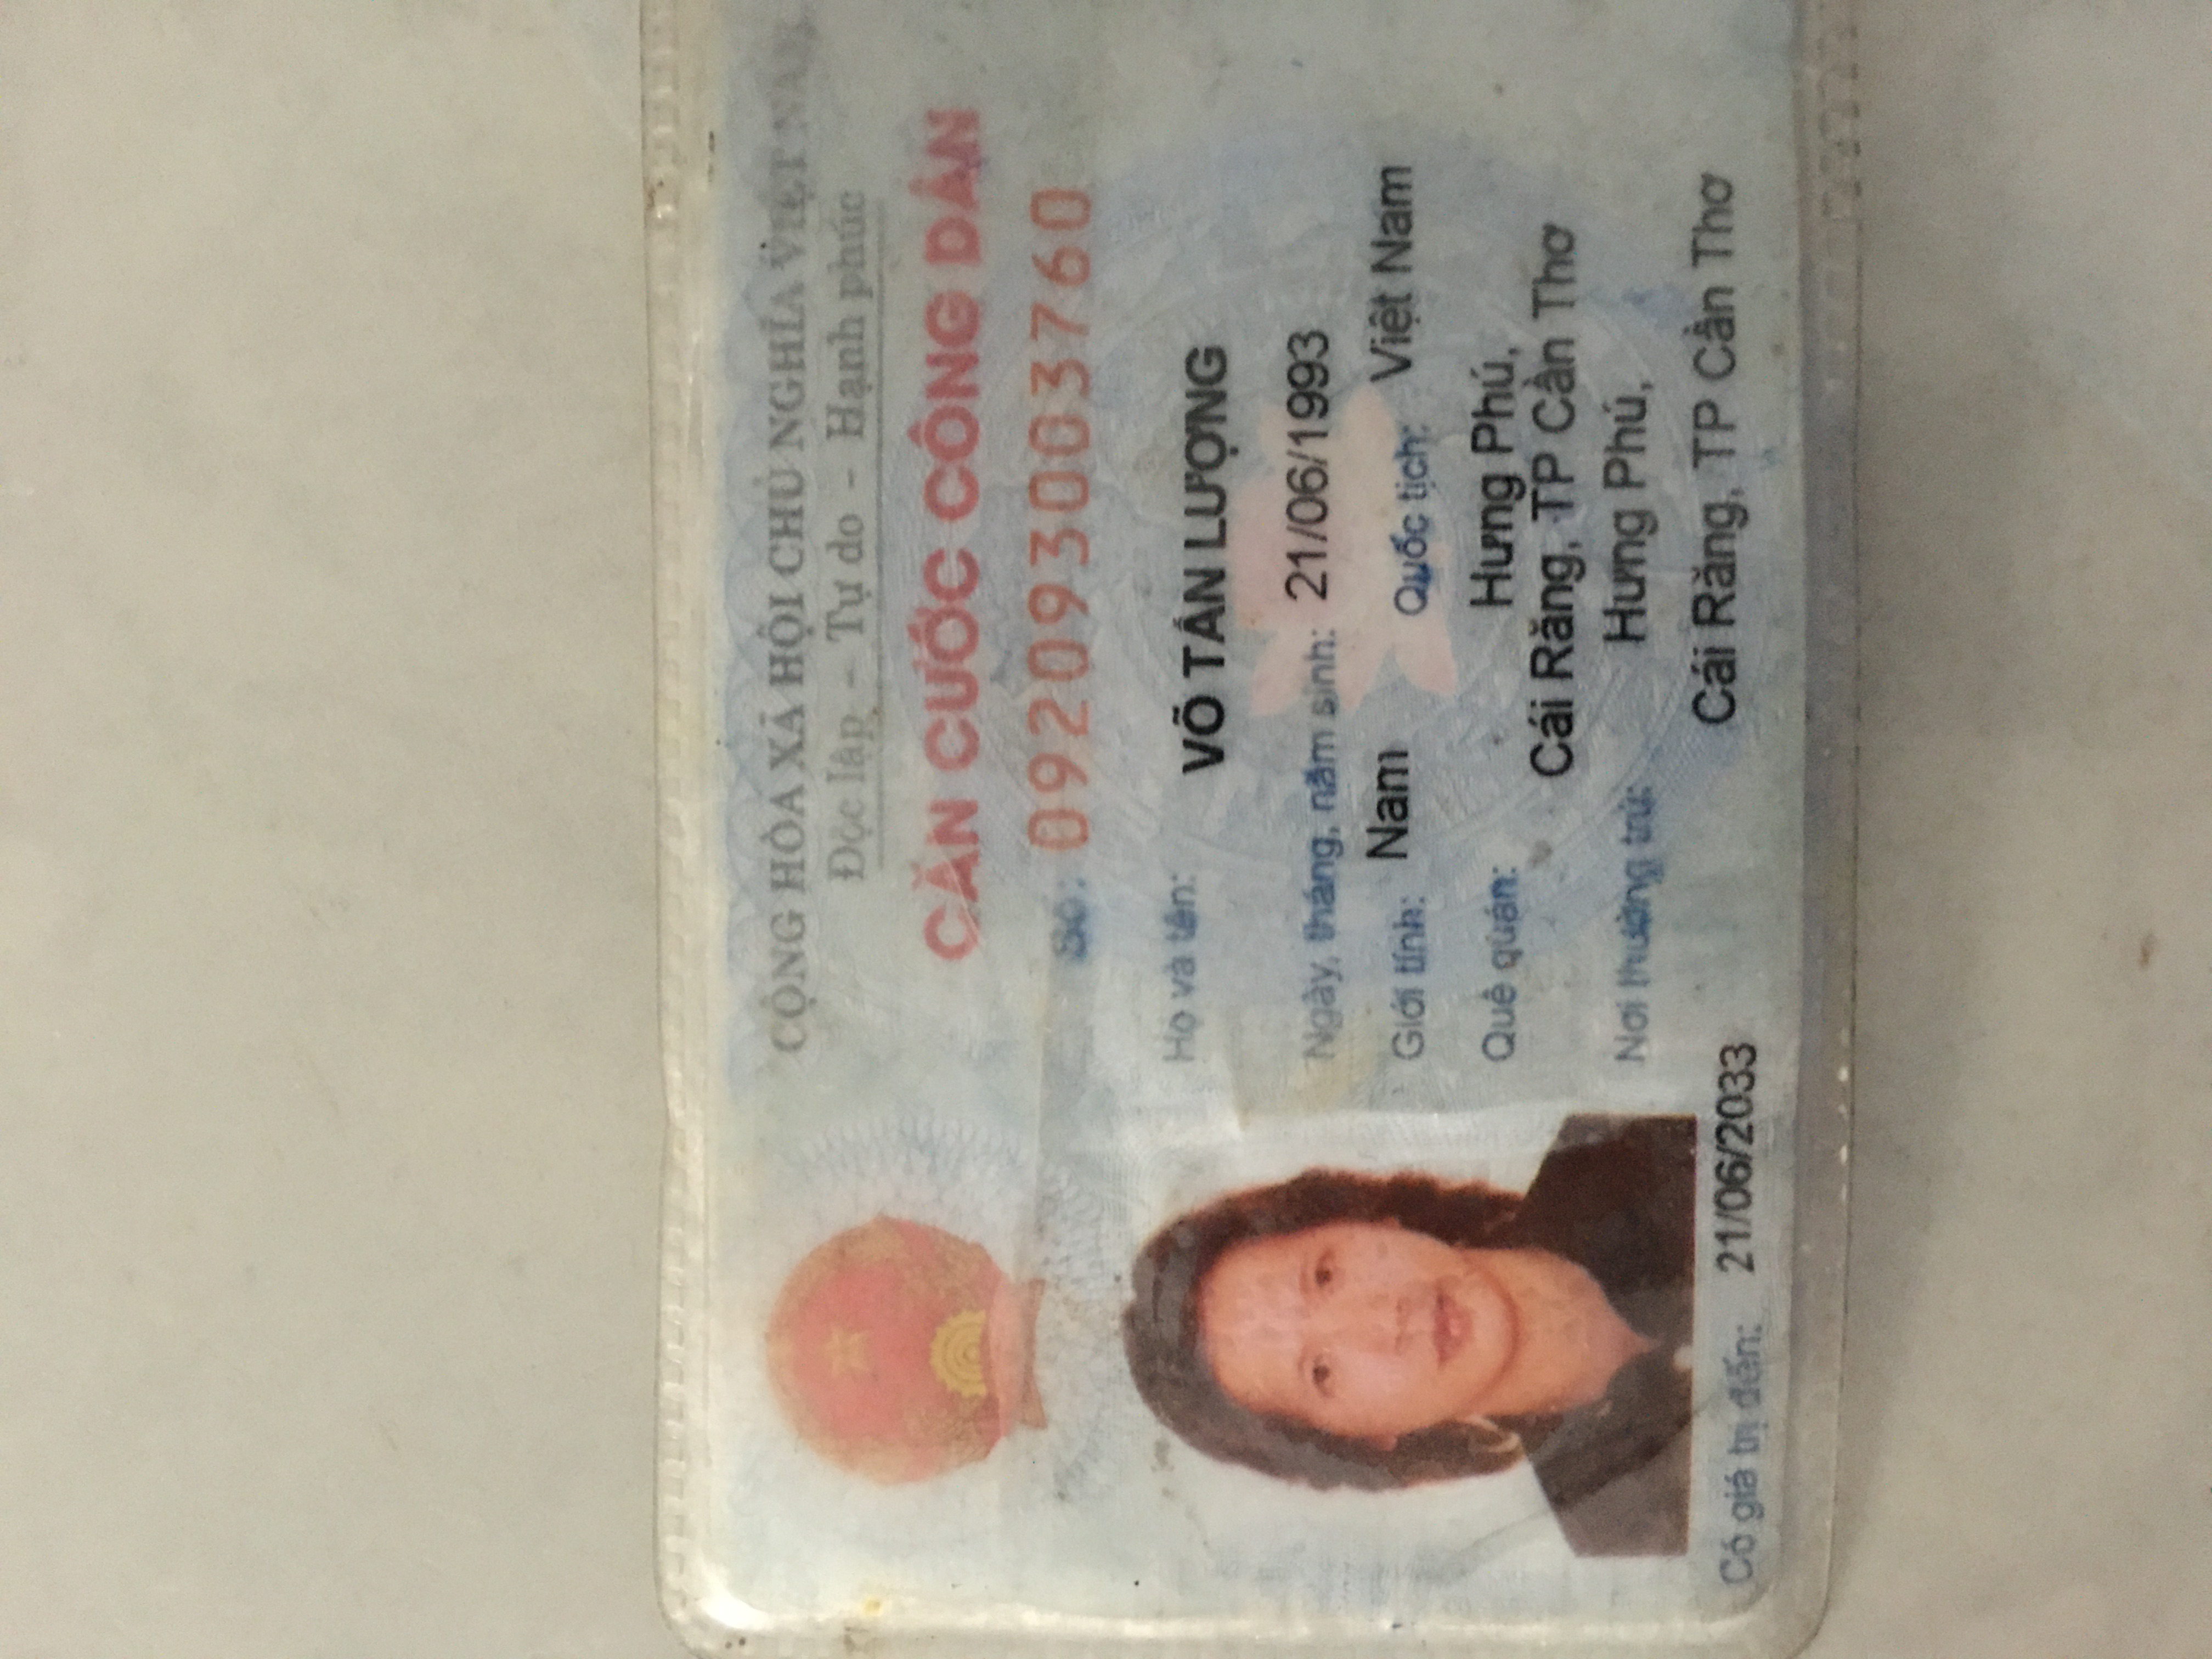 CỘNG HÒA XÃ HỘI CHỦ NGHĨA VIỆT NAM
Độc lập - Tự do - Hạnh phúc
CĂN CƯỚC CÔNG DÂN
Số: 092093003760
Họ và tên: VÕ TẤN LƯỢNG
Ngày, tháng, năm sinh: 21/06/1993
Giới tính: Nam Quốc tịch: Việt Nam
Quê quán: Hưng Phú,
Cái Răng, TP Cần Thơ
Nơi thường trú: Hưng Phú,
Cái Răng, TP Cần Thơ
Có giá trị đến: 21/06/2033